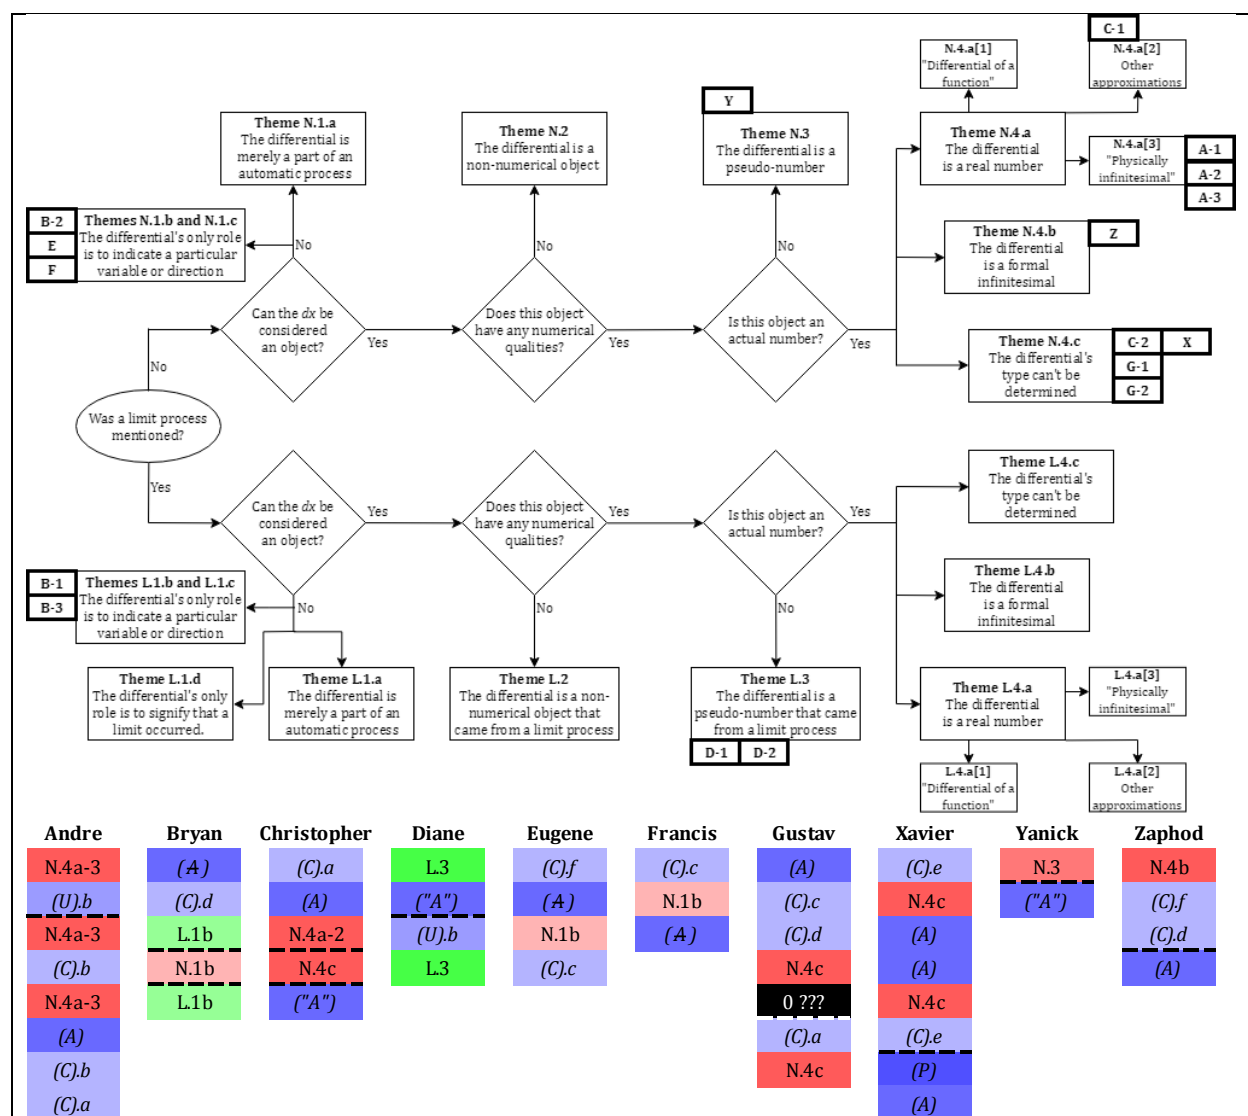 C-1
N.4.a[1]
"Differential of a
function"
N.4.a[2]
Other
approximations
Y
Theme N.1.a
The differential is
merely a part of an
automatic process
Theme N.2
The differential is a
non-numerical object
Theme N.3
The differential is a
pseudo-number
Theme N.4.a
The differential
is a real number
N.4.a[3]
"Physically
infinitesimal"
A-1
A-2
A-3
B-2
E
F
Themes N.1.b and N.1.c
The differential's only role
is to indicate a particular
variable or direction
No
No
No
Theme N.4.b
The differential
is a formal
infinitesimal
Z
Can the dx be
considered
an object?
Yes
Does this object
have any numerical
qualities?
Yes
Is this object an
actual number?
Yes
Theme N.4.c
The differential's
type can't be
determined
C-2
X
G-1
G-2
No
Was a limit process
mentioned?
Yes
Can the dx be
considered
an object?
Yes
Does this object
have any numerical
qualities?
Yes
Is this object an
actual number?
Yes
Theme L.4.c
The differential's
type can't be
determined
B-1
B-3
Themes L.1.b and L.1.c
The differential's only role
is to indicate a particular
variable or direction
No
No
No
Theme L.4.b
The differential
is a formal
infinitesimal
Theme L.1.d
The differential's only
role is to signify that a
limit occurred.
Theme L.1.a
The differential is
merely a part of an
automatic process
Theme L.2
The differential is a non-
numerical object that
came from a limit process
Theme L.3
The differential is a
pseudo-number that came
from a limit process
D-1
D-2
Theme L.4.a
The differential
is a real number
L.4.a[3]
"Physically
infinitesimal"
L.4.a[1]
"Differential of a
function"
L.4.a[2]
Other
approximations
Andre Bryan Christopher Diane Eugene Francis Gustav Xavier Yanick Zaphod
N.4a-3 (A) (C).a L.3 (C).f (C).c (A) (C).e N.3 N.4b
(U).b (C).d (A) ("A") (A) N.1b (C).c N.4c ("A") (C).f
N.4a-3 L.1b N.4a-2 (U).b N.1b (A) (C).d (A) (C).d
(C).b N.1b N.4c L.3 (C).c N.4c (A) (A)
N.4a-3 L.1b ("A") 0 ??? N.4c
(A) (C).a (C).e
(C).b N.4c (P)
(C).a (A)